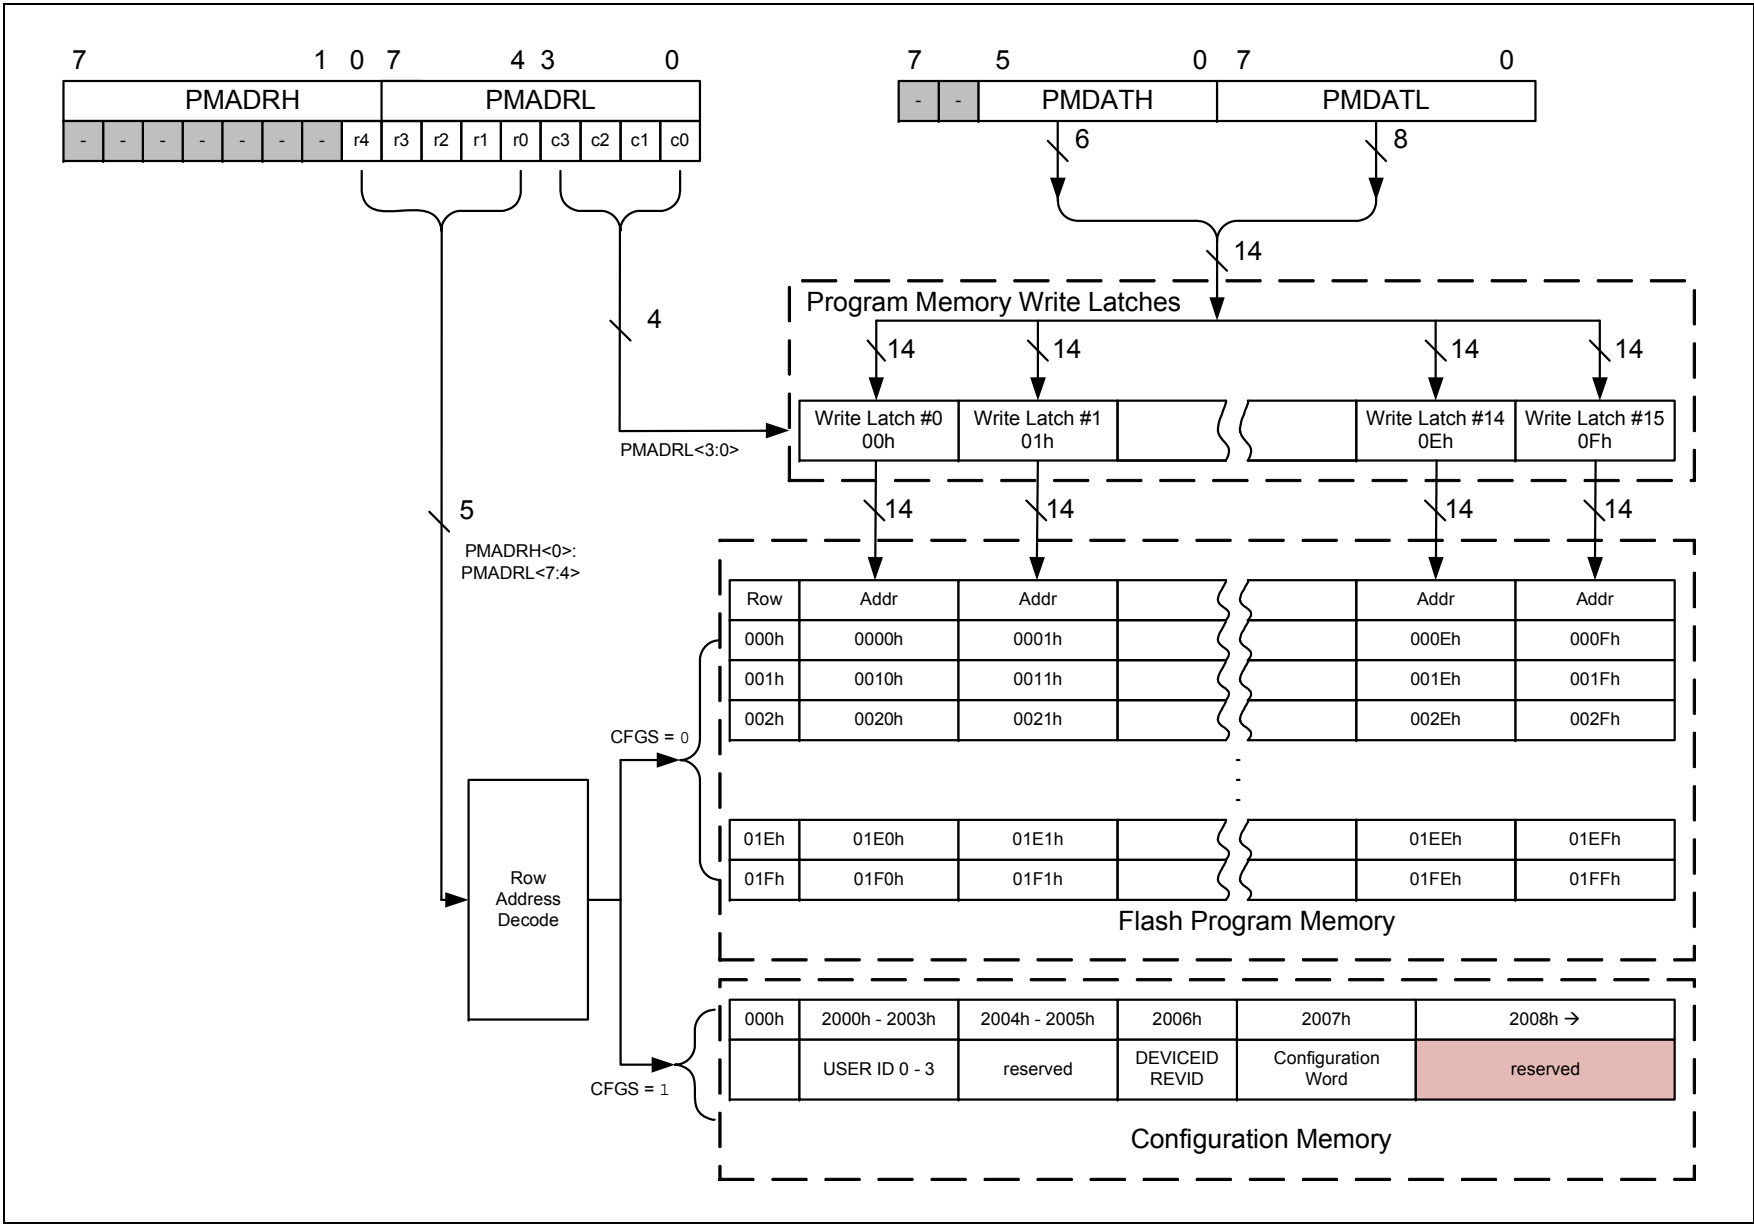 7 1 0 7 4 3 0
PMADRH PMADRL
- - - - - - - r4 r3 r2 r1 r0 c3 c2 c1 c0
7 5 0 7 0
- - PMDATH PMDATL
6 8
14
4
PMADRL<3:0>
5
PMADRH<0>:
PMADRL<7:4>
Program Memory Write Latches
14 14 14 14
Write Latch #0 Write Latch #1 Write Latch #14 Write Latch #15
00h 01h 0Eh 0Fh
14 14 14 14
Row Addr Addr Addr Addr
000h 0000h 0001h 000Eh 000Fh
001h 0010h 0011h 001Eh 001Fh
002h 0020h 0021h 002Eh 002Fh
CFGS = 0
01Eh 01E0h 01E1h 01EEh 01EFh
01Fh 01F0h 01F1h 01FEh 01FFh
Flash Program Memory
Row
Address
Decode
CFGS = 1
000h 2000h - 2003h 2004h - 2005h 2006h 2007h 2008h →
USER ID 0 - 3 reserved DEVICEID Configuration reserved
REVID Word
Configuration Memory